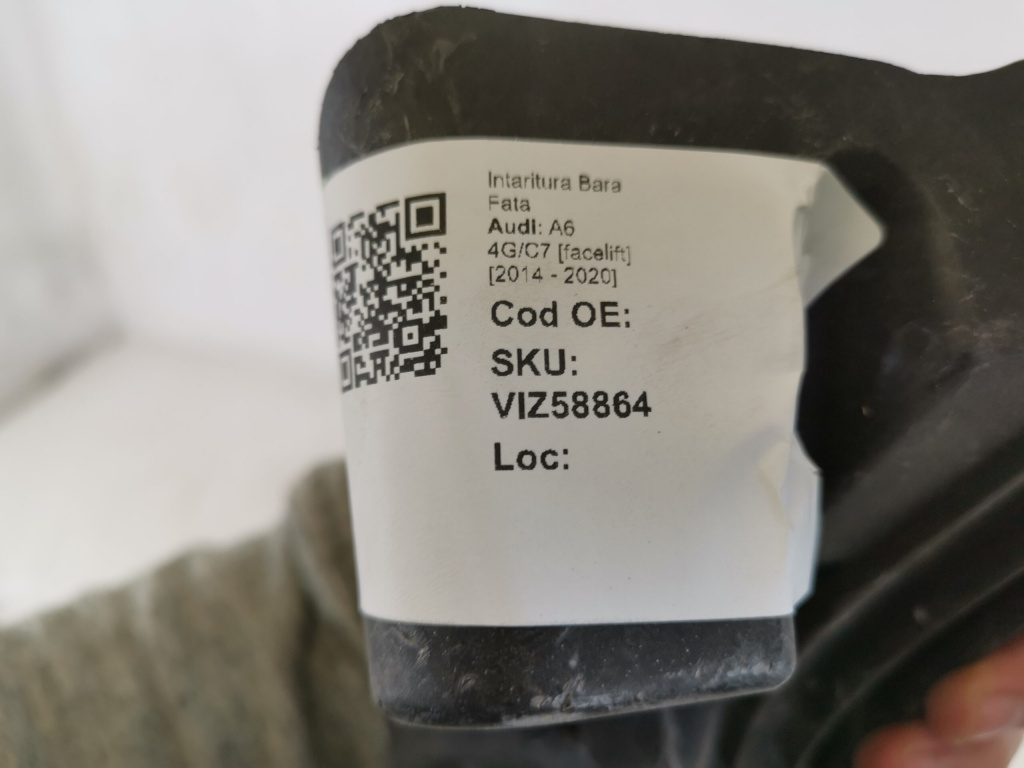 Intaritura Bara
Fata
Audi: A6
4G/C7 [facelift]
[2014 - 2020]
Cod OE:
SKU:
VIZ58864
Loc: